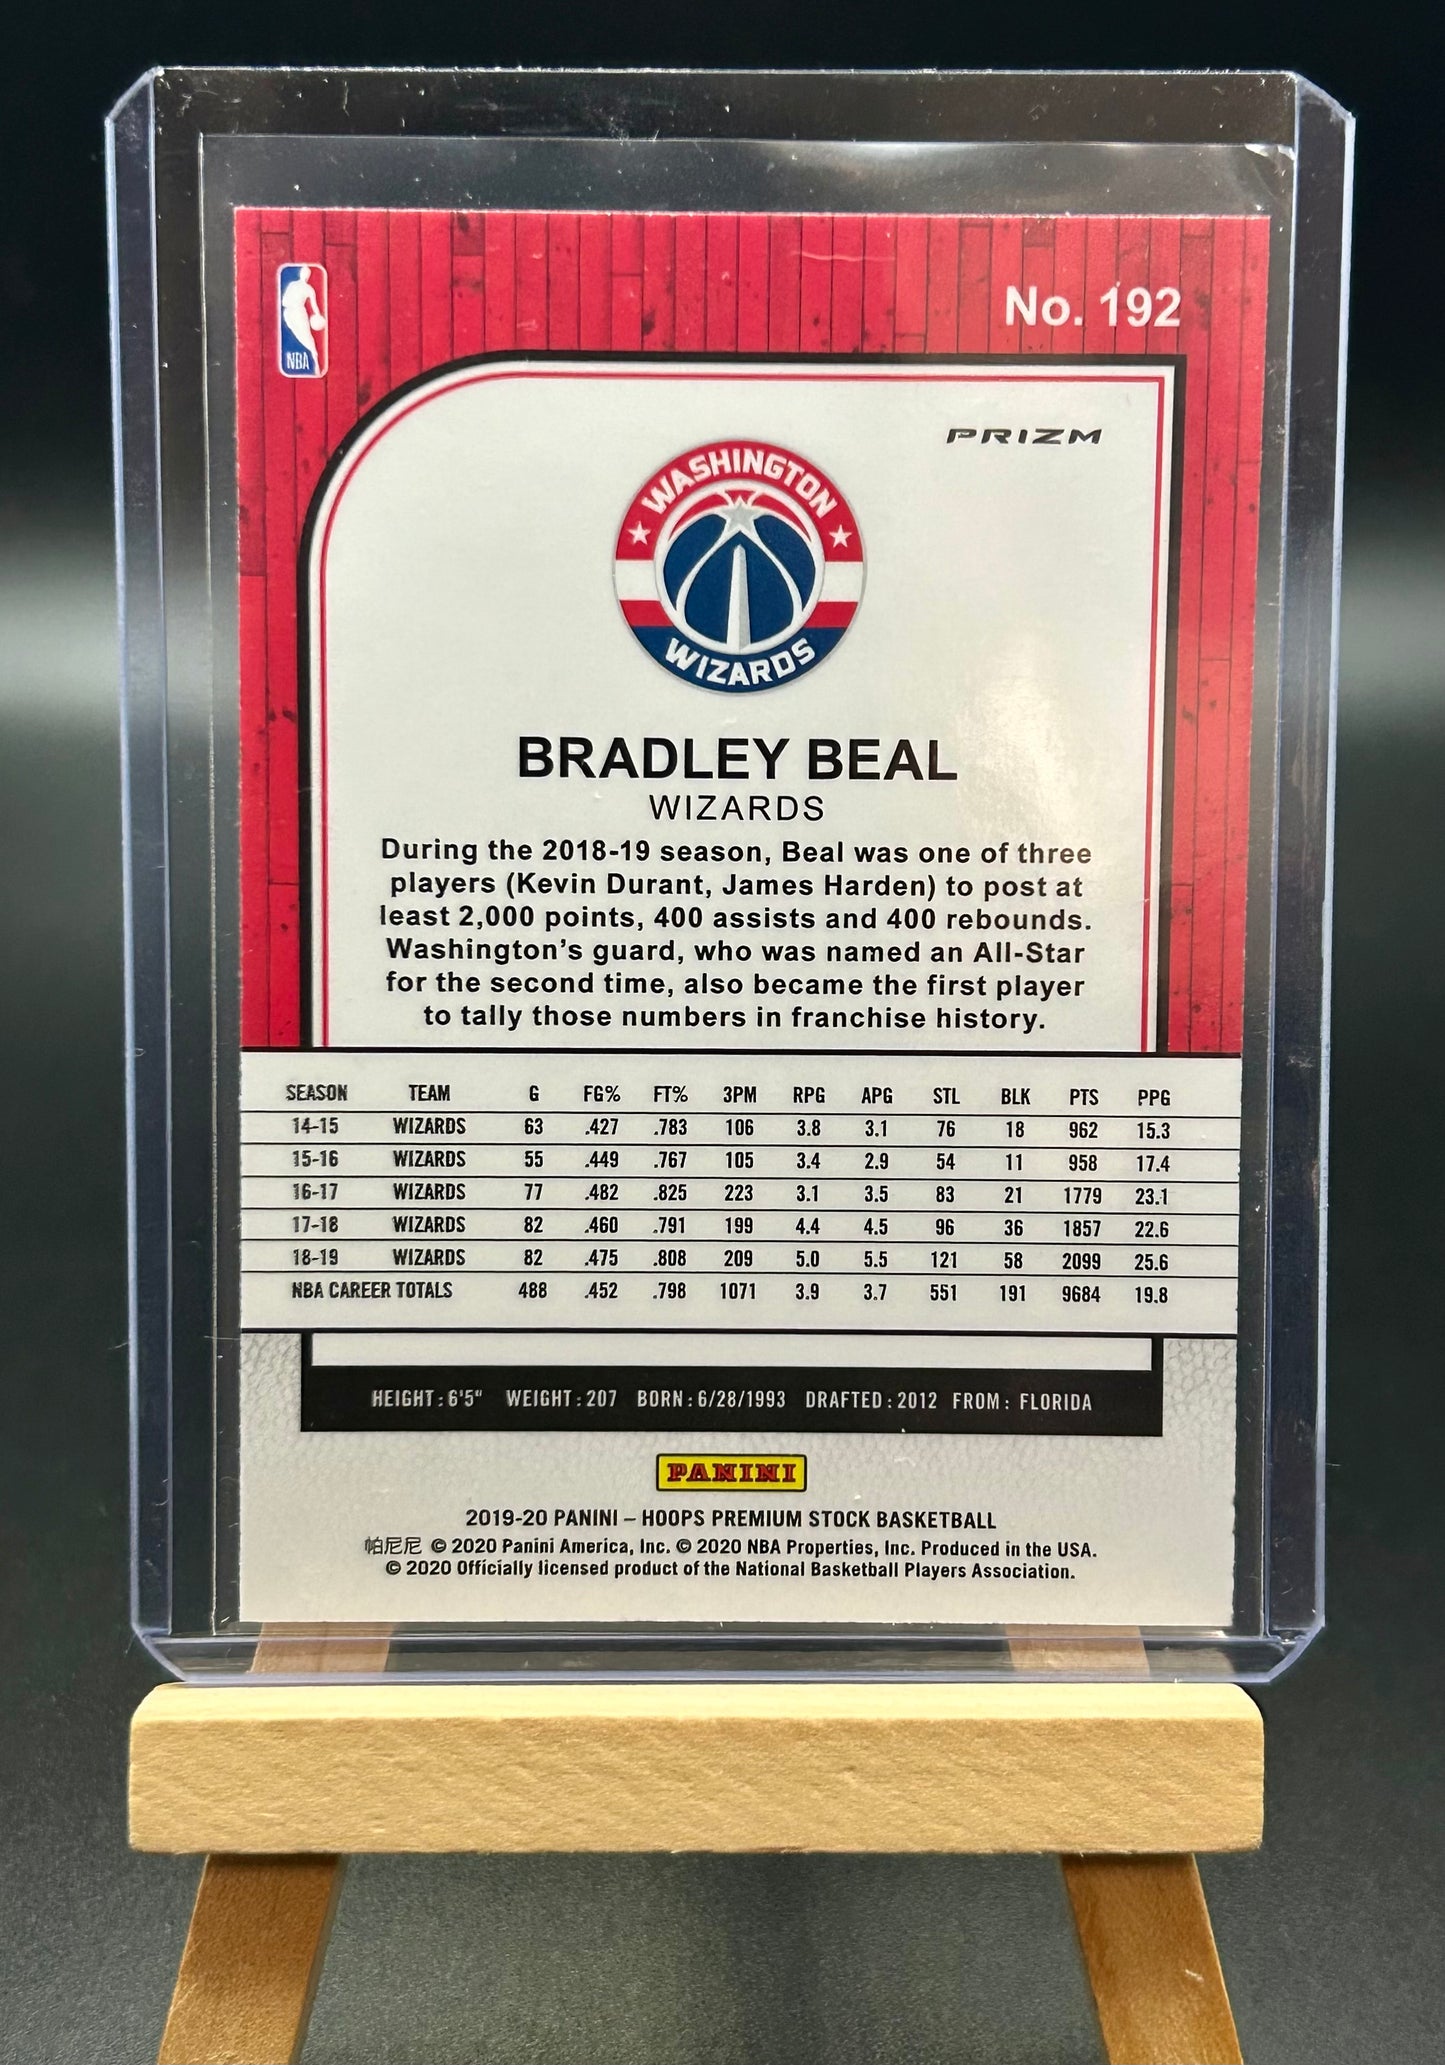 NBA
No. 192
PRIZM
WASHINGTON
WIZARDS
BRADLEY BEAL
WIZARDS
During the 2018-19 season, Beal was one of three
players (Kevin Durant, James Harden) to post at
least 2,000 points, 400 assists and 400 rebounds.
Washington's guard, who was named an All-Star
for the second time, also became the first player
to tally those numbers in franchise history.
SEASON TEAM G FG% FT% 3PM RPG APG STL BLK PTS PPG
14-15 WIZARDS 63 .427 .783 106 3.8 3.1 76 18 962 15.3
15-16 WIZARDS 55 .449 .767 105 3.4 2.9 54 11 958 17.4
16-17 WIZARDS 77 .482 .825 223 3.1 3.5 83 21 1779 23.1
17-18 WIZARDS 82 .460 .791 199 4.4 4.5 96 36 1857 22.6
18-19 WIZARDS 82 .475 .808 209 5.0 5.5 121 58 2099 25.6
NBA CAREER TOTALS 488 .452 .798 1071 3.9 3.7 551 191 9684 19.8
HEIGHT: 6'5" WEIGHT: 207 BORN: 6/28/1993 DRAFTED: 2012 FROM: FLORIDA
PANINI
2019-20 PANINI – HOOPS PREMIUM STOCK BASKETBALL
帕尼尼 © 2020 Panini America, Inc. © 2020 NBA Properties, Inc. Produced in the USA.
© 2020 Officially licensed product of the National Basketball Players Association.